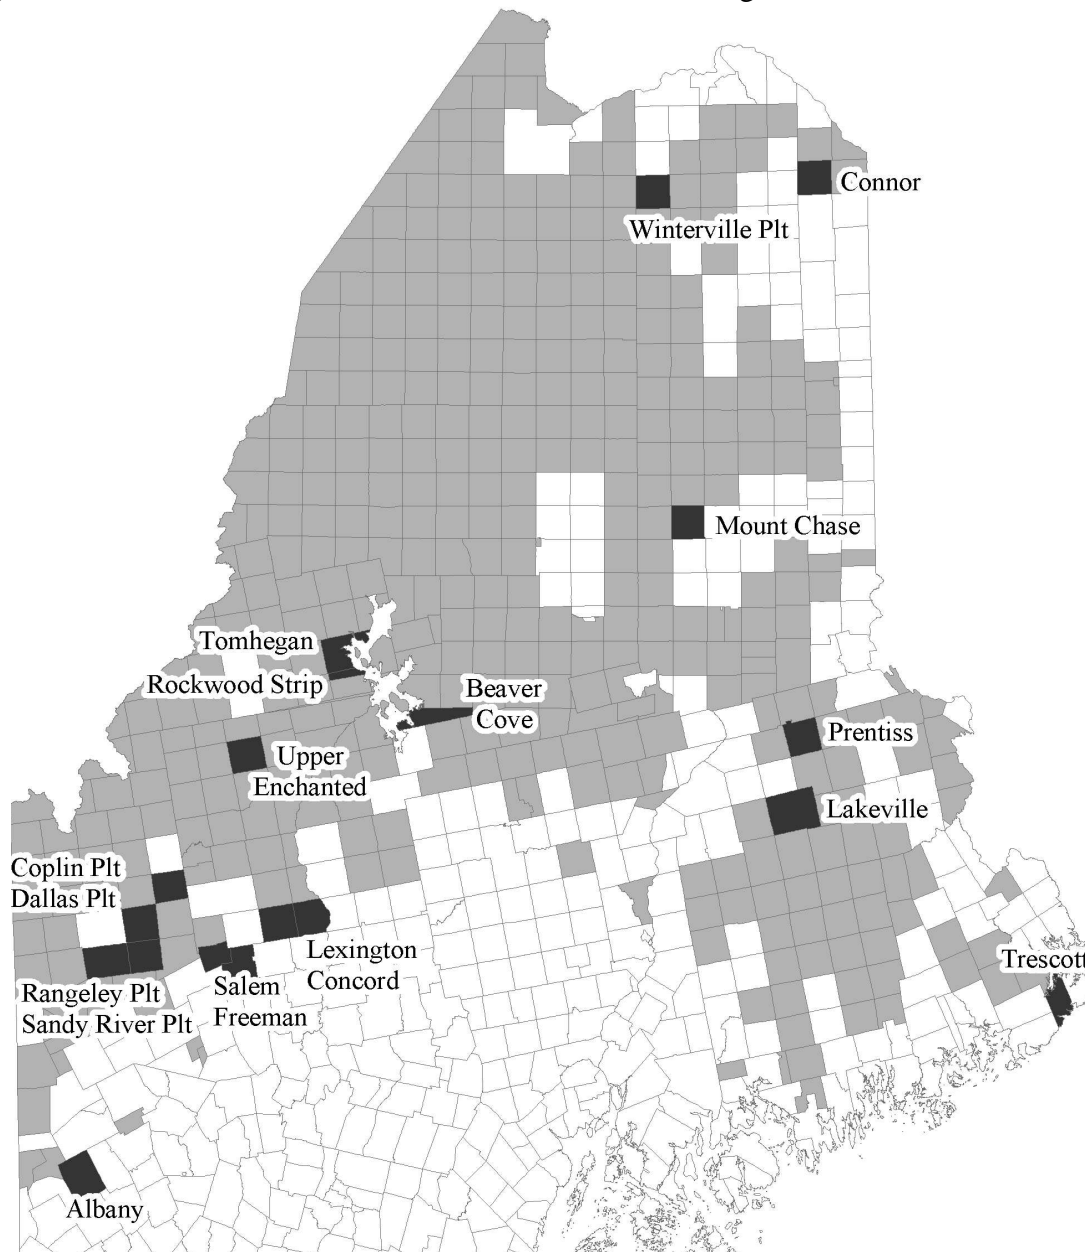 Connor
Winterville Plt
Mount Chase
Tomhegan
Rockwood Strip
Beaver
Cove
Prentiss
Upper
Enchanted
Lakeville
Coplin Plt
Dallas Plt
Lexington
Concord
Trescott
Salem
Freeman
Rangeley Plt
Sandy River Plt
Albany